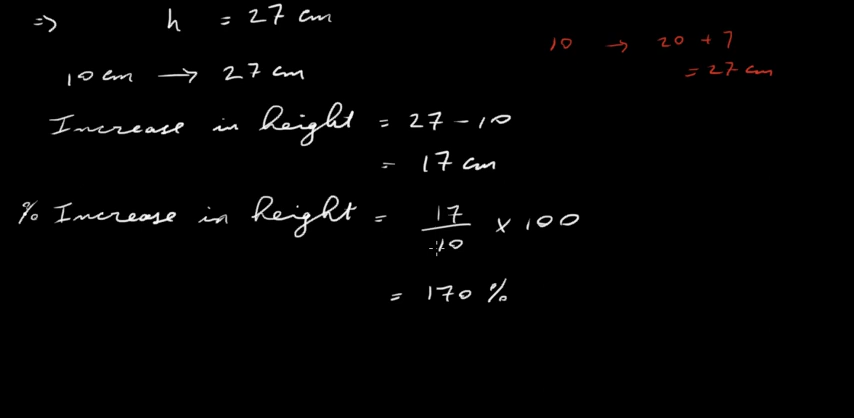 ⇒ h = 27 cm
10 → 20 + 7
= 27 cm
10 cm → 27 cm
Increase in height = 27 - 10
= 17 cm
% Increase in height = 17/10 × 100
= 170 %